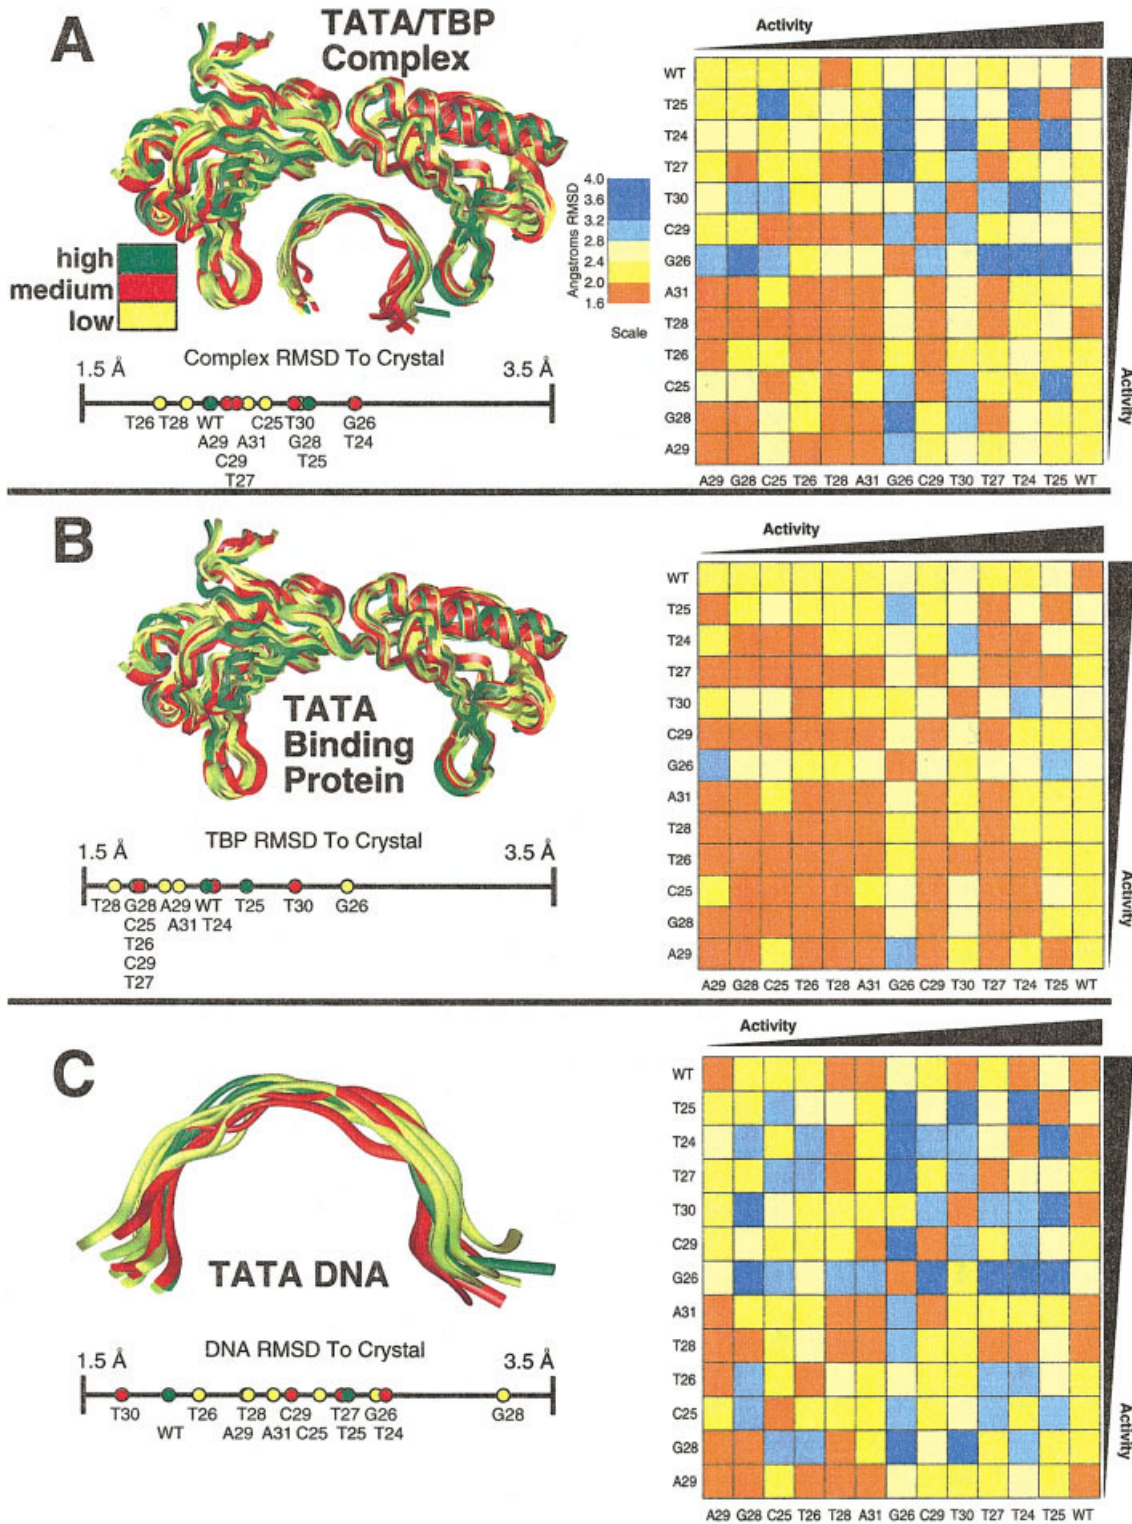 A
TATA/TBP
Complex
high
medium
low
Complex RMSD To Crystal
1.5 Å
3.5 Å
T26 T28 WT C25 T30 G26
A29 A31 G28 T24
C29 T25
T27
4.0
3.6
3.2
2.8
2.4
2.0
1.6
Angstroms RMSD
Scale
Activity
WT
T25
T24
T27
T30
C29
G26
A31
T28
T26
C25
G28
A29
A29 G28 C25 T26 T28 A31 G26 C29 T30 T27 T24 T25 WT
Activity
B
TATA
Binding
Protein
TBP RMSD To Crystal
1.5 Å
3.5 Å
T28 G28 A29 WT T25 T30 G26
C25 A31 T24
T26
C29
T27
Activity
WT
T25
T24
T27
T30
C29
G26
A31
T28
T26
C25
G28
A29
A29 G28 C25 T26 T28 A31 G26 C29 T30 T27 T24 T25 WT
Activity
C
TATA DNA
DNA RMSD To Crystal
1.5 Å
3.5 Å
T30 T26 T28 C29 T27 G26 G28
WT A29 A31 C25 T25 T24
Activity
WT
T25
T24
T27
T30
C29
G26
A31
T28
T26
C25
G28
A29
A29 G28 C25 T26 T28 A31 G26 C29 T30 T27 T24 T25 WT
Activity